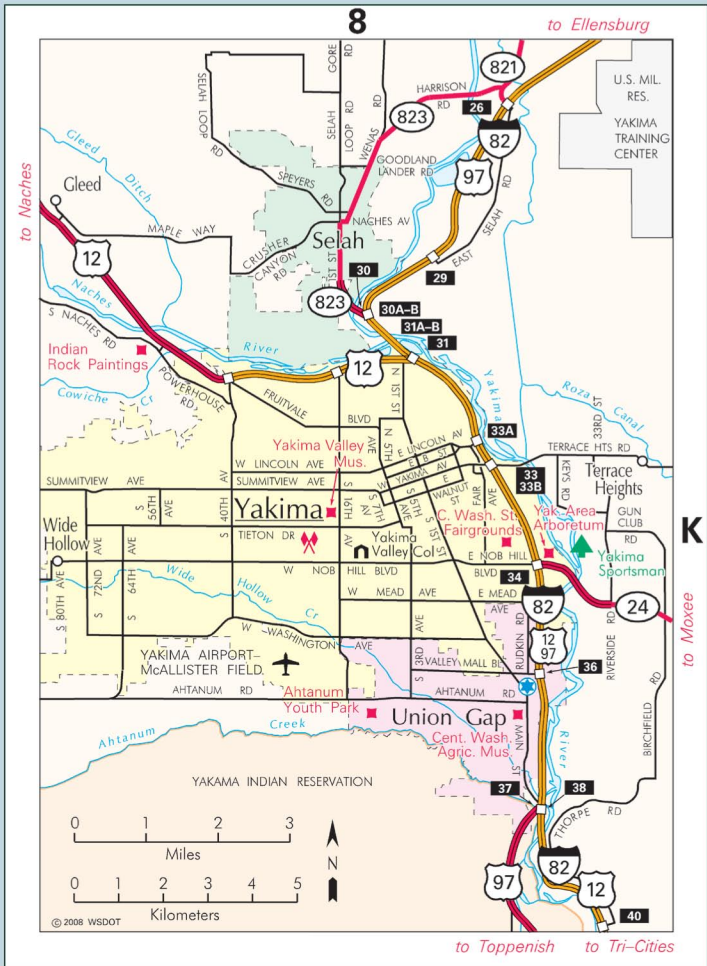 8
to Ellensburg
821
HARRISON
RD
26
823
82
97
U.S. MIL.
RES.
YAKIMA
TRAINING
CENTER
SELAH LOOP
RD
GORE
RD
SELAH
LOOP RD
WENAS
RD
GOODLAND
LANDER RD
Gleed
Ditch
Gleed
SPEYERS
RD
NACHES AV
to Naches
MAPLE WAY
CRUSHER
CANYON
RD
Selah
1ST ST
EAST
SELAH
RD
29
12
823
30
30A–B
31A–B
31
Naches
River
S NACHES RD
Indian
Rock Paintings
POWERHOUSE
RD
Cowiche Cr
12
Yakima
Roza Canal
FRUITVALE
BLVD
N 1ST ST
N 5TH
AVE
E LINCOLN AV
E B ST
YAKIMA AV
E
W
WALNUT
ST
33A
33RD ST
TERRACE HTS RD
KEYS RD
Terrace
Heights
33
33B
Yakima Valley
Mus.
W LINCOLN AVE
SUMMITVIEW AVE
SUMMITVIEW AVE
S 56TH
AVE
S 40TH
AV
Yakima
S 16TH
AV
S 7TH
AV
S 5TH
AVE
S 1ST ST
FAIR
AVE
C. Wash. St.
Fairgrounds
Yak. Area
Arboretum
GUN
CLUB
RD
K
Wide
Hollow
TIETON DR
Yakima
Valley Col
E NOB HILL
BLVD
W NOB HILL BLVD
Yakima
Sportsman
34
S 80TH AVE
S 72ND AVE
S 64TH AVE
Wide Hollow Cr
W MEAD AVE
E MEAD
AVE
82
24
to Moxee
12
97
W WASHINGTON AVE
S 3RD
AVE
VALLEY MALL BL
RUDKIN RD
36
RIVERSIDE
RD
YAKIMA AIRPORT–
McALLISTER FIELD
AHTANUM RD
Ahtanum
Youth Park
AHTANUM RD
Union Gap
Cent. Wash.
Agric. Mus.
MAIN
ST
River
BIRCHFIELD
RD
Ahtanum Creek
YAKAMA INDIAN RESERVATION
37
38
THORPE RD
0 1 2 3
Miles
0 1 2 3 4 5
Kilometers
N
97
82
12
40
© 2008 WSDOT
to Toppenish
to Tri–Cities